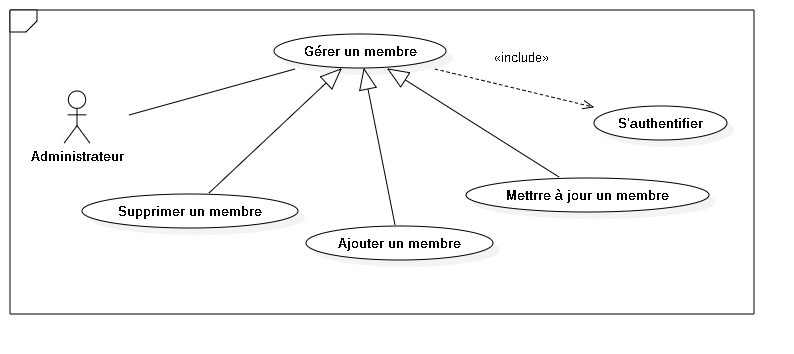 Gérer un membre
«include»
S'authentifier
Administrateur
Supprimer un membre
Mettrre à jour un membre
Ajouter un membre